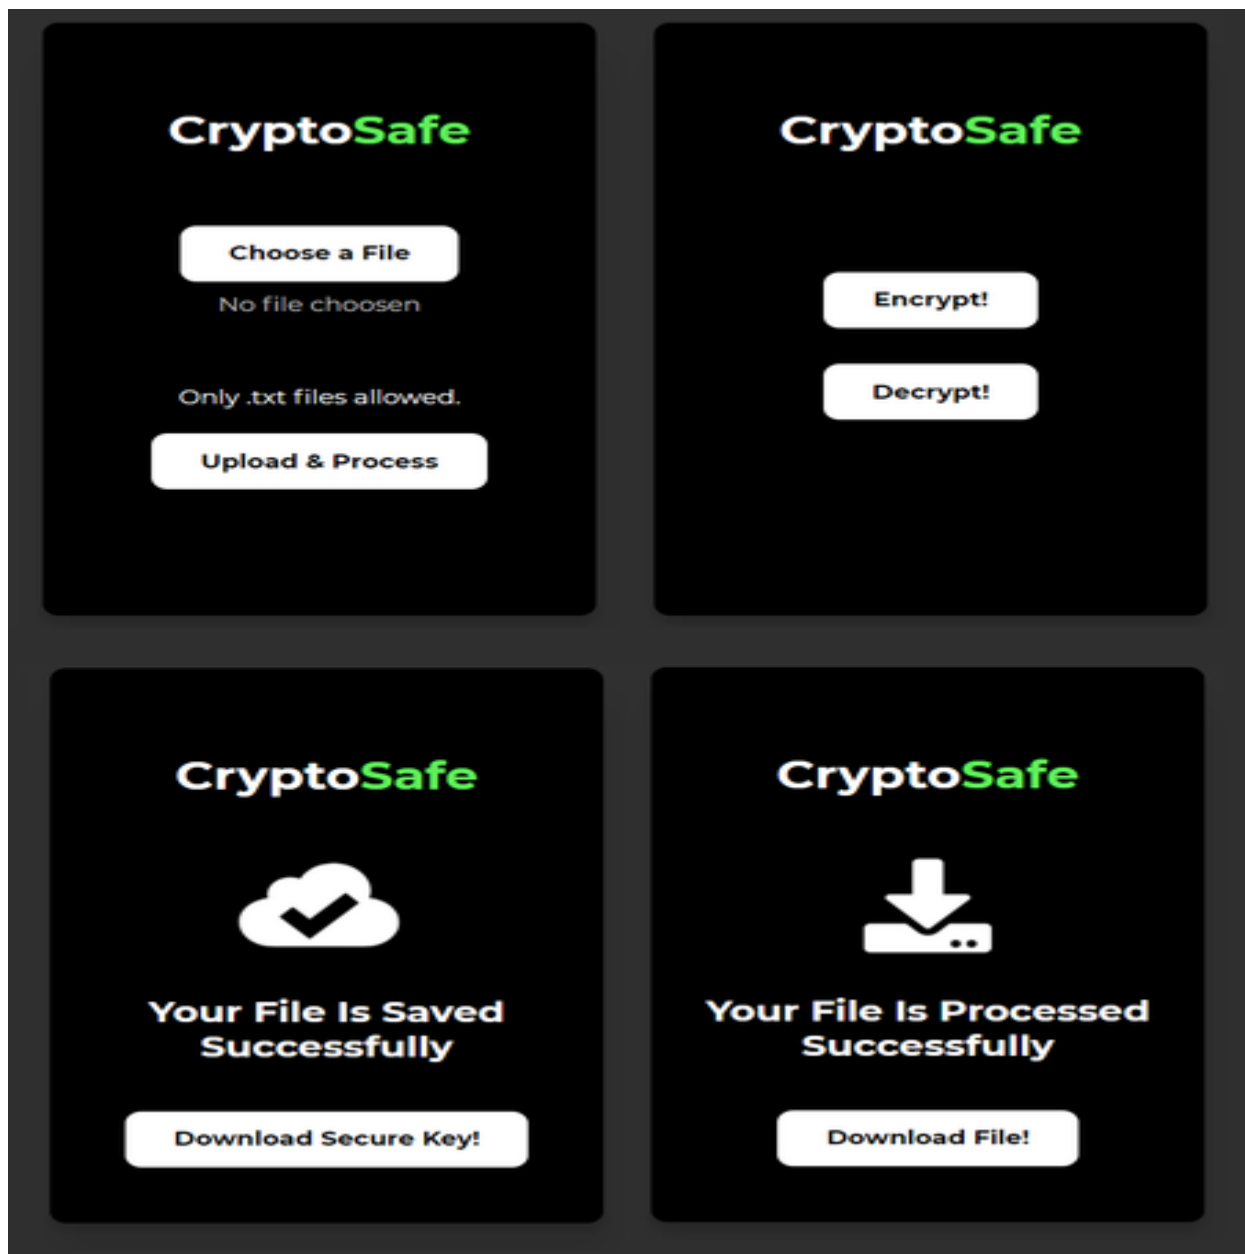 CryptoSafe
Choose a File
No file choosen
Only .txt files allowed.
Upload & Process
CryptoSafe
Encrypt!
Decrypt!
CryptoSafe
Your File Is Saved
Successfully
Download Secure Key!
CryptoSafe
Your File Is Processed
Successfully
Download File!